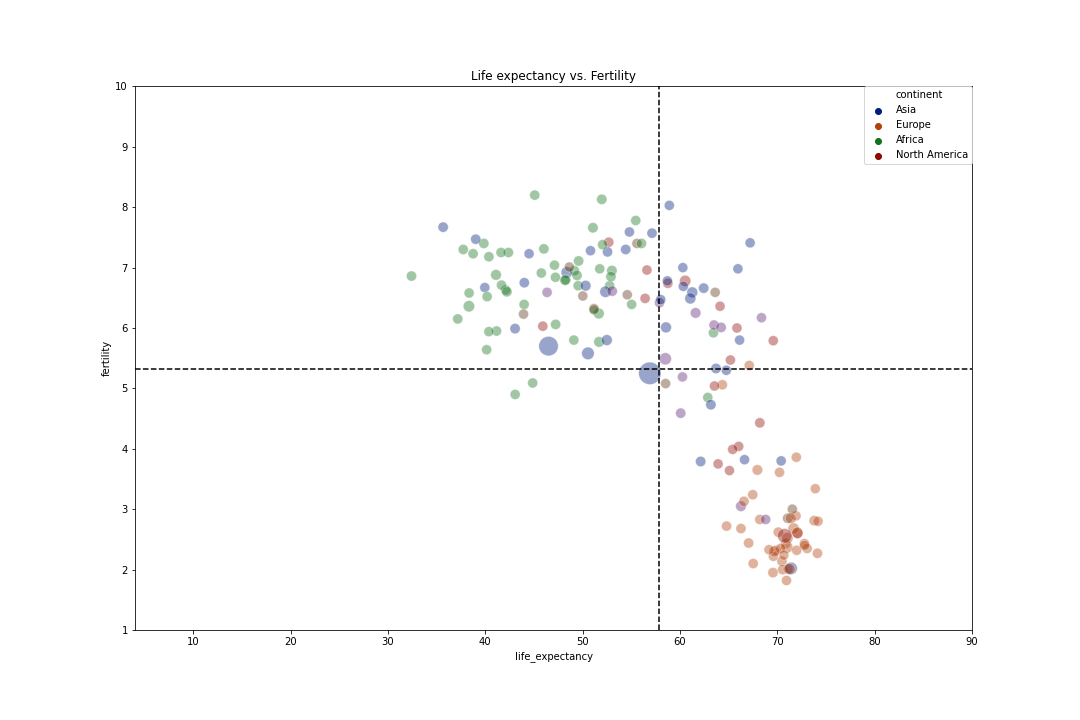 Life expectancy vs. Fertility
continent
Asia
Europe
Africa
North America
fertility
10
9
8
7
6
5
4
3
2
1
10 20 30 40 50 60 70 80 90
life_expectancy